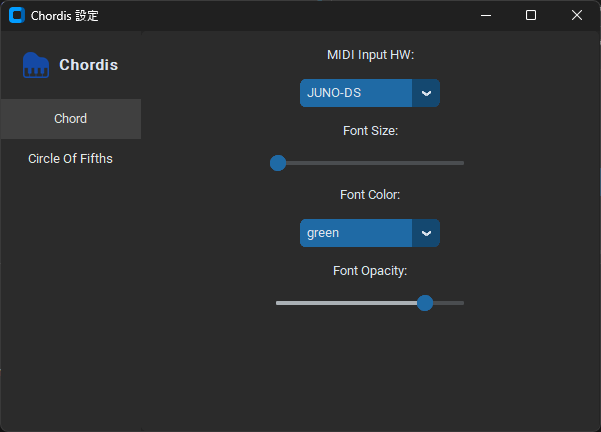 Chordis 設定
Chordis
Chord
Circle Of Fifths
MIDI Input HW:
JUNO-DS
Font Size:
Font Color:
green
Font Opacity: